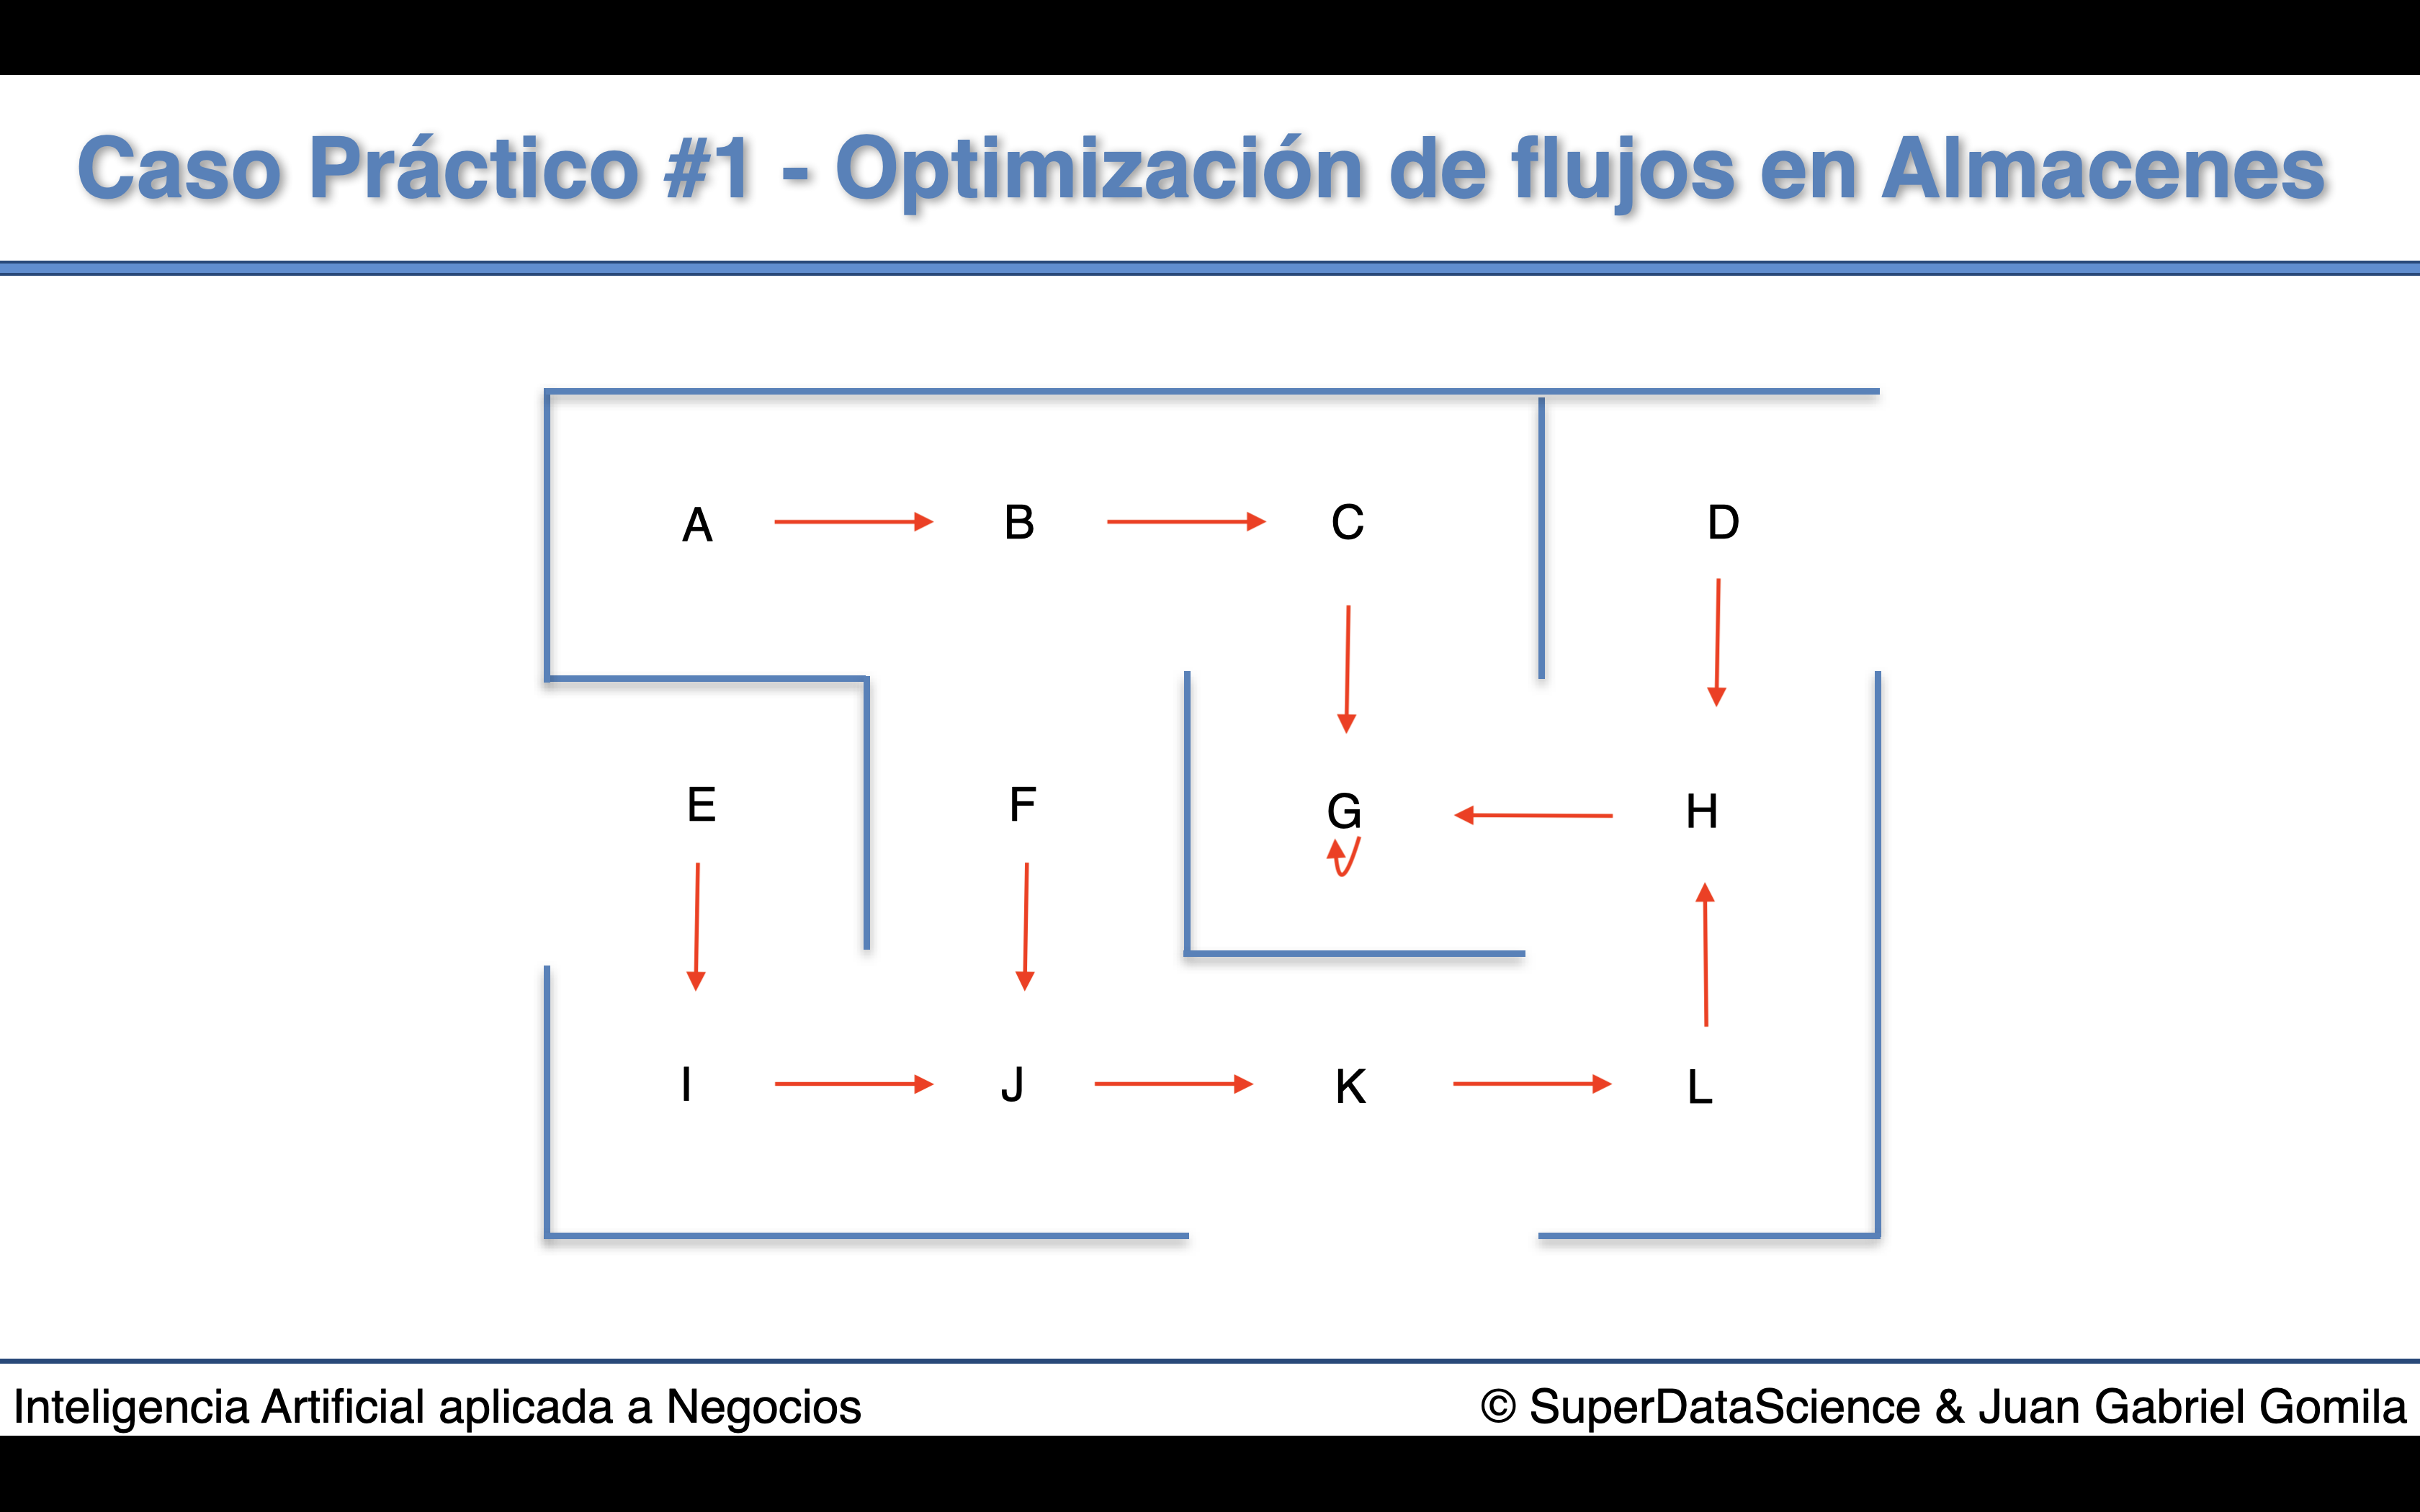 Caso Práctico #1 - Optimización de flujos en Almacenes
A B C D
E F G H
I J K L
Inteligencia Artificial aplicada a Negocios
© SuperDataScience & Juan Gabriel Gomila